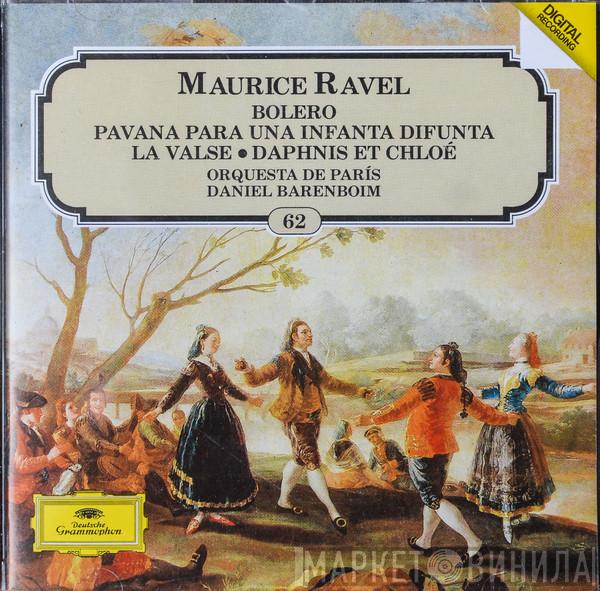 DIGITAL
RECORDING
MAURICE RAVEL
BOLERO
PAVANA PARA UNA INFANTA DIFUNTA
LA VALSE • DAPHNIS ET CHLOÉ
ORQUESTA DE PARÍS
DANIEL BARENBOIM
62
Deutsche
Grammophon
МАРКЕТ ВИНИЛА